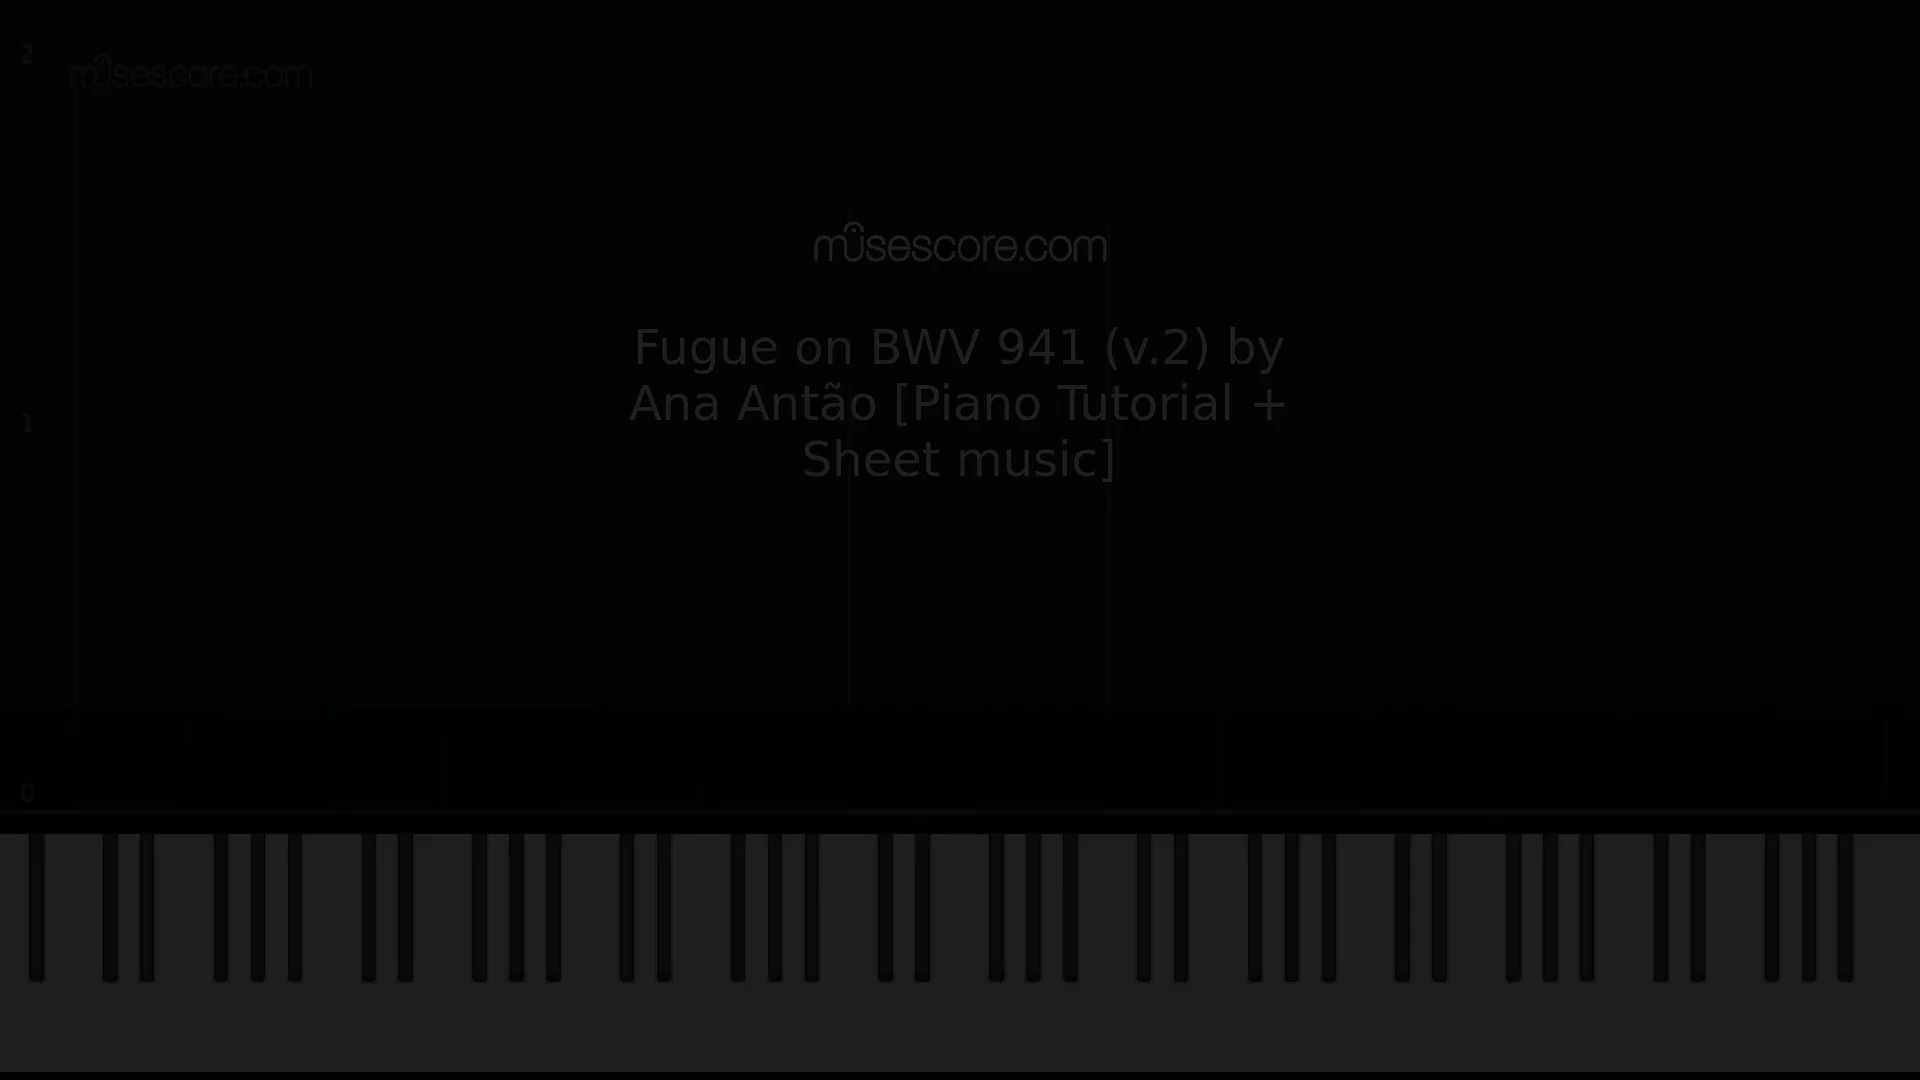 2
musescore.com
musescore.com
Fugue on BWV 941 (v.2) by
Ana Antão [Piano Tutorial +
Sheet music]
1
0